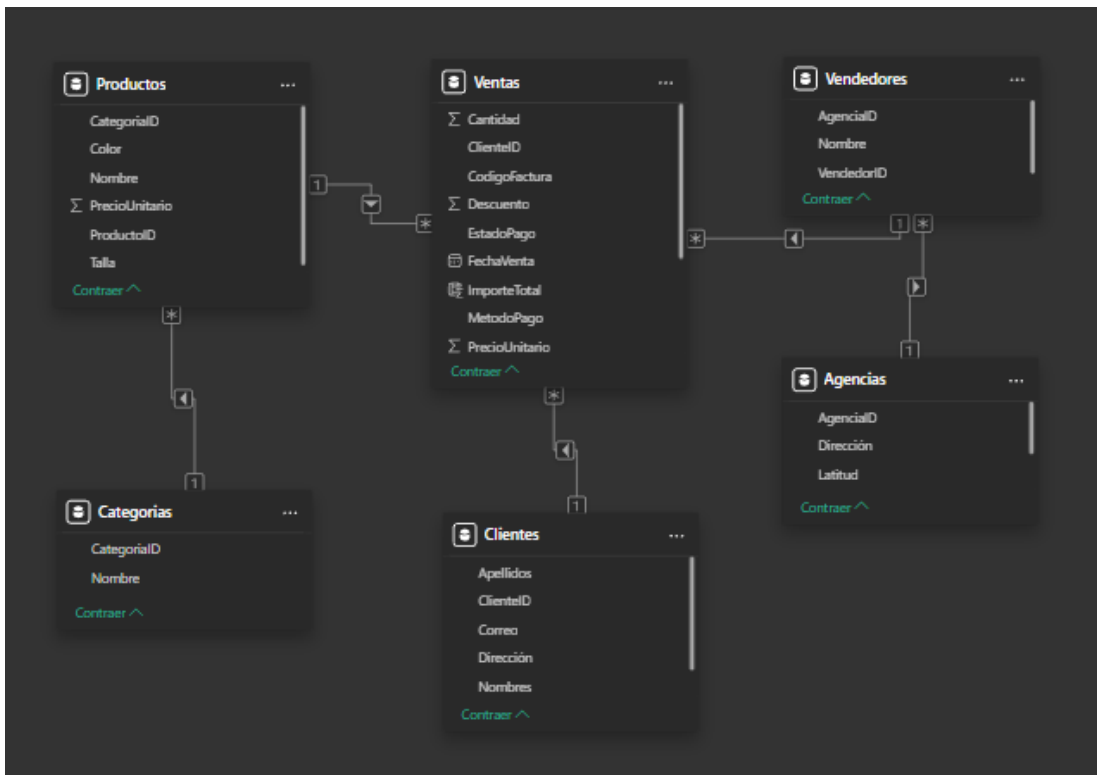 Productos
CategoriaID
Color
Nombre
PrecioUnitario
ProductoID
Talla
Contraer
1
*
Ventas
Cantidad
ClienteID
CodigoFactura
Descuento
EstadoPago
FechaVenta
ImporteTotal
MetodoPago
PrecioUnitario
Contraer
*
1
Vendedores
AgenciaID
Nombre
VendedorID
Contraer
1
*
*
1
Agencias
AgenciaID
Dirección
Latitud
Contraer
*
1
Categorias
CategoriaID
Nombre
Contraer
Clientes
Apellidos
ClienteID
Correo
Dirección
Nombres
Contraer